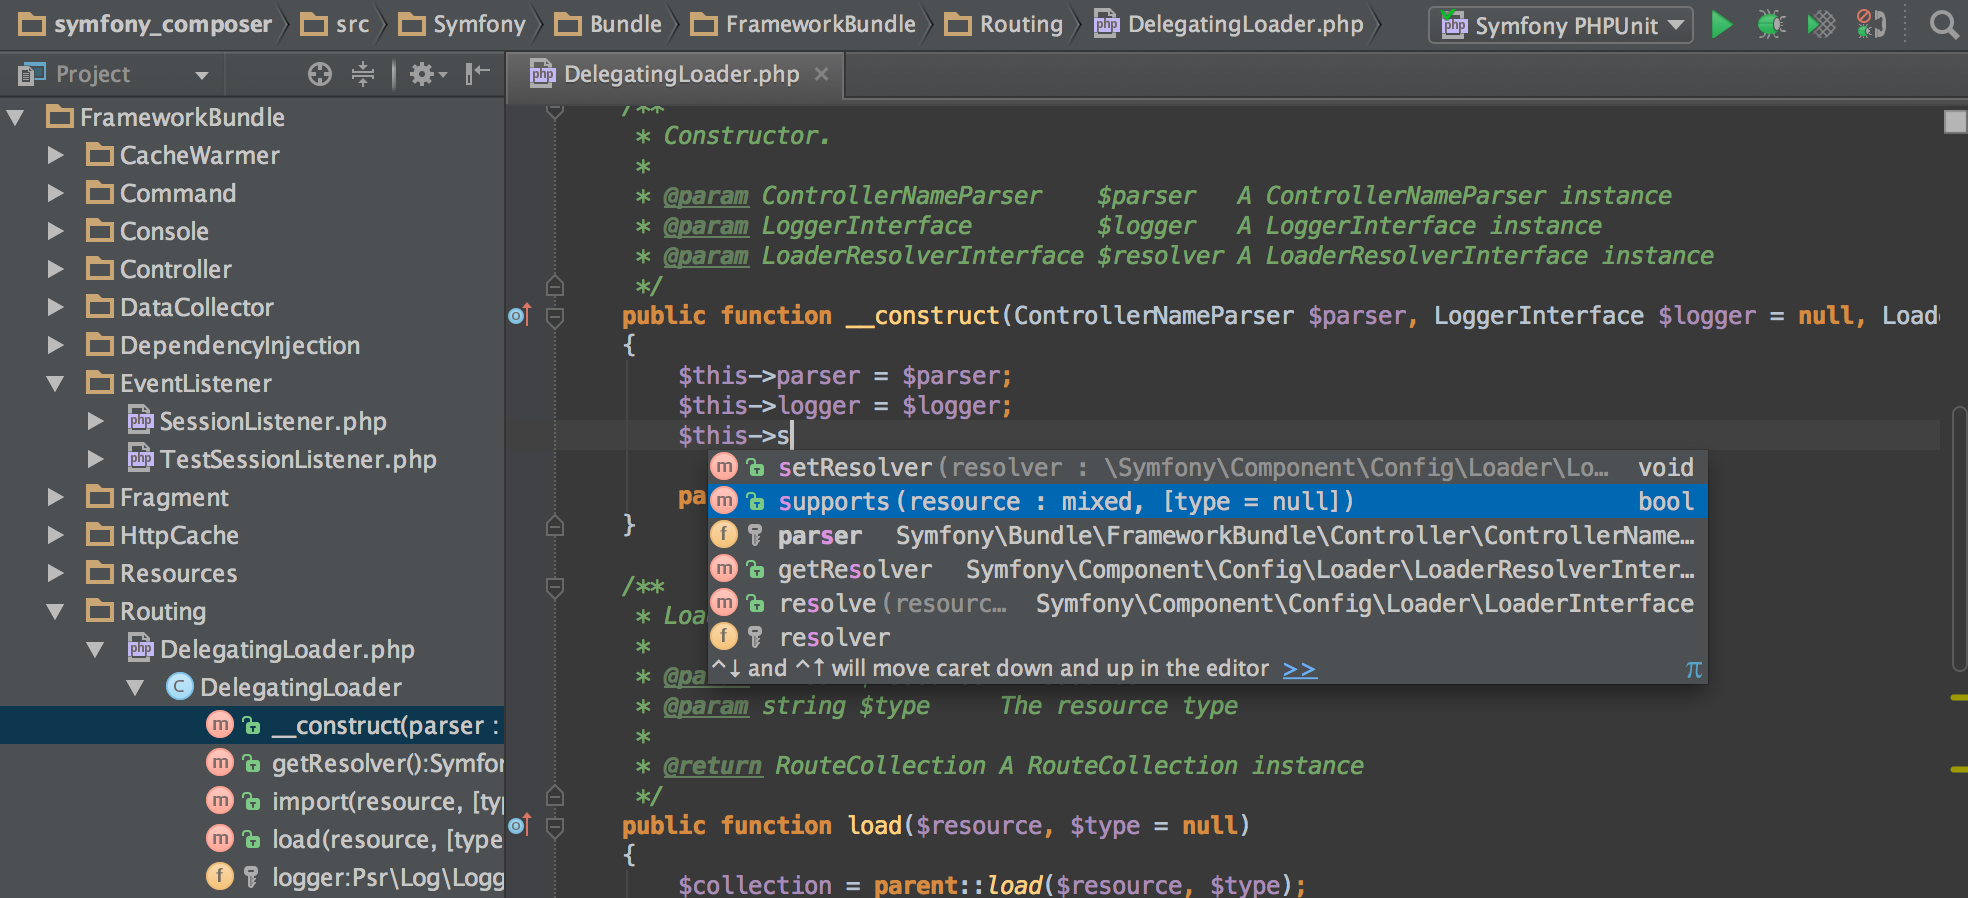 symfony_composer src Symfony Bundle FrameworkBundle Routing DelegatingLoader.php Symfony PHPUnit
Project
DelegatingLoader.php
FrameworkBundle
CacheWarmer
Command
Console
Controller
DataCollector
DependencyInjection
EventListener
SessionListener.php
TestSessionListener.php
Fragment
HttpCache
Resources
Routing
DelegatingLoader.php
DelegatingLoader
__construct(parser :
getResolver():Symfor
import(resource, [typ
load(resource, [type
logger:Psr\Log\Logg
/**
* Constructor.
*
* @param ControllerNameParser    $parser   A ControllerNameParser instance
* @param LoggerInterface         $logger   A LoggerInterface instance
* @param LoaderResolverInterface $resolver A LoaderResolverInterface instance
*/
public function __construct(ControllerNameParser $parser, LoggerInterface $logger = null, Load
{
$this->parser = $parser;
$this->logger = $logger;
$this->s
setResolver(resolver : \Symfony\Component\Config\Loader\Lo… void
supports(resource : mixed, [type = null]) bool
parser Symfony\Bundle\FrameworkBundle\Controller\ControllerName…
getResolver Symfony\Component\Config\Loader\LoaderResolverInter…
resolve(resourc… Symfony\Component\Config\Loader\LoaderInterface
resolver
^↓ and ^↑ will move caret down and up in the editor >> π
pa
}
/**
* Loa
*
* @pa
* @param string $type     The resource type
*
* @return RouteCollection A RouteCollection instance
*/
public function load($resource, $type = null)
{
$collection = parent::load($resource, $type);